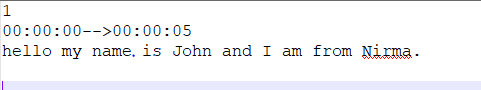 1
00:00:00-->00:00:05
hello my name. is John and I am from Nirma.